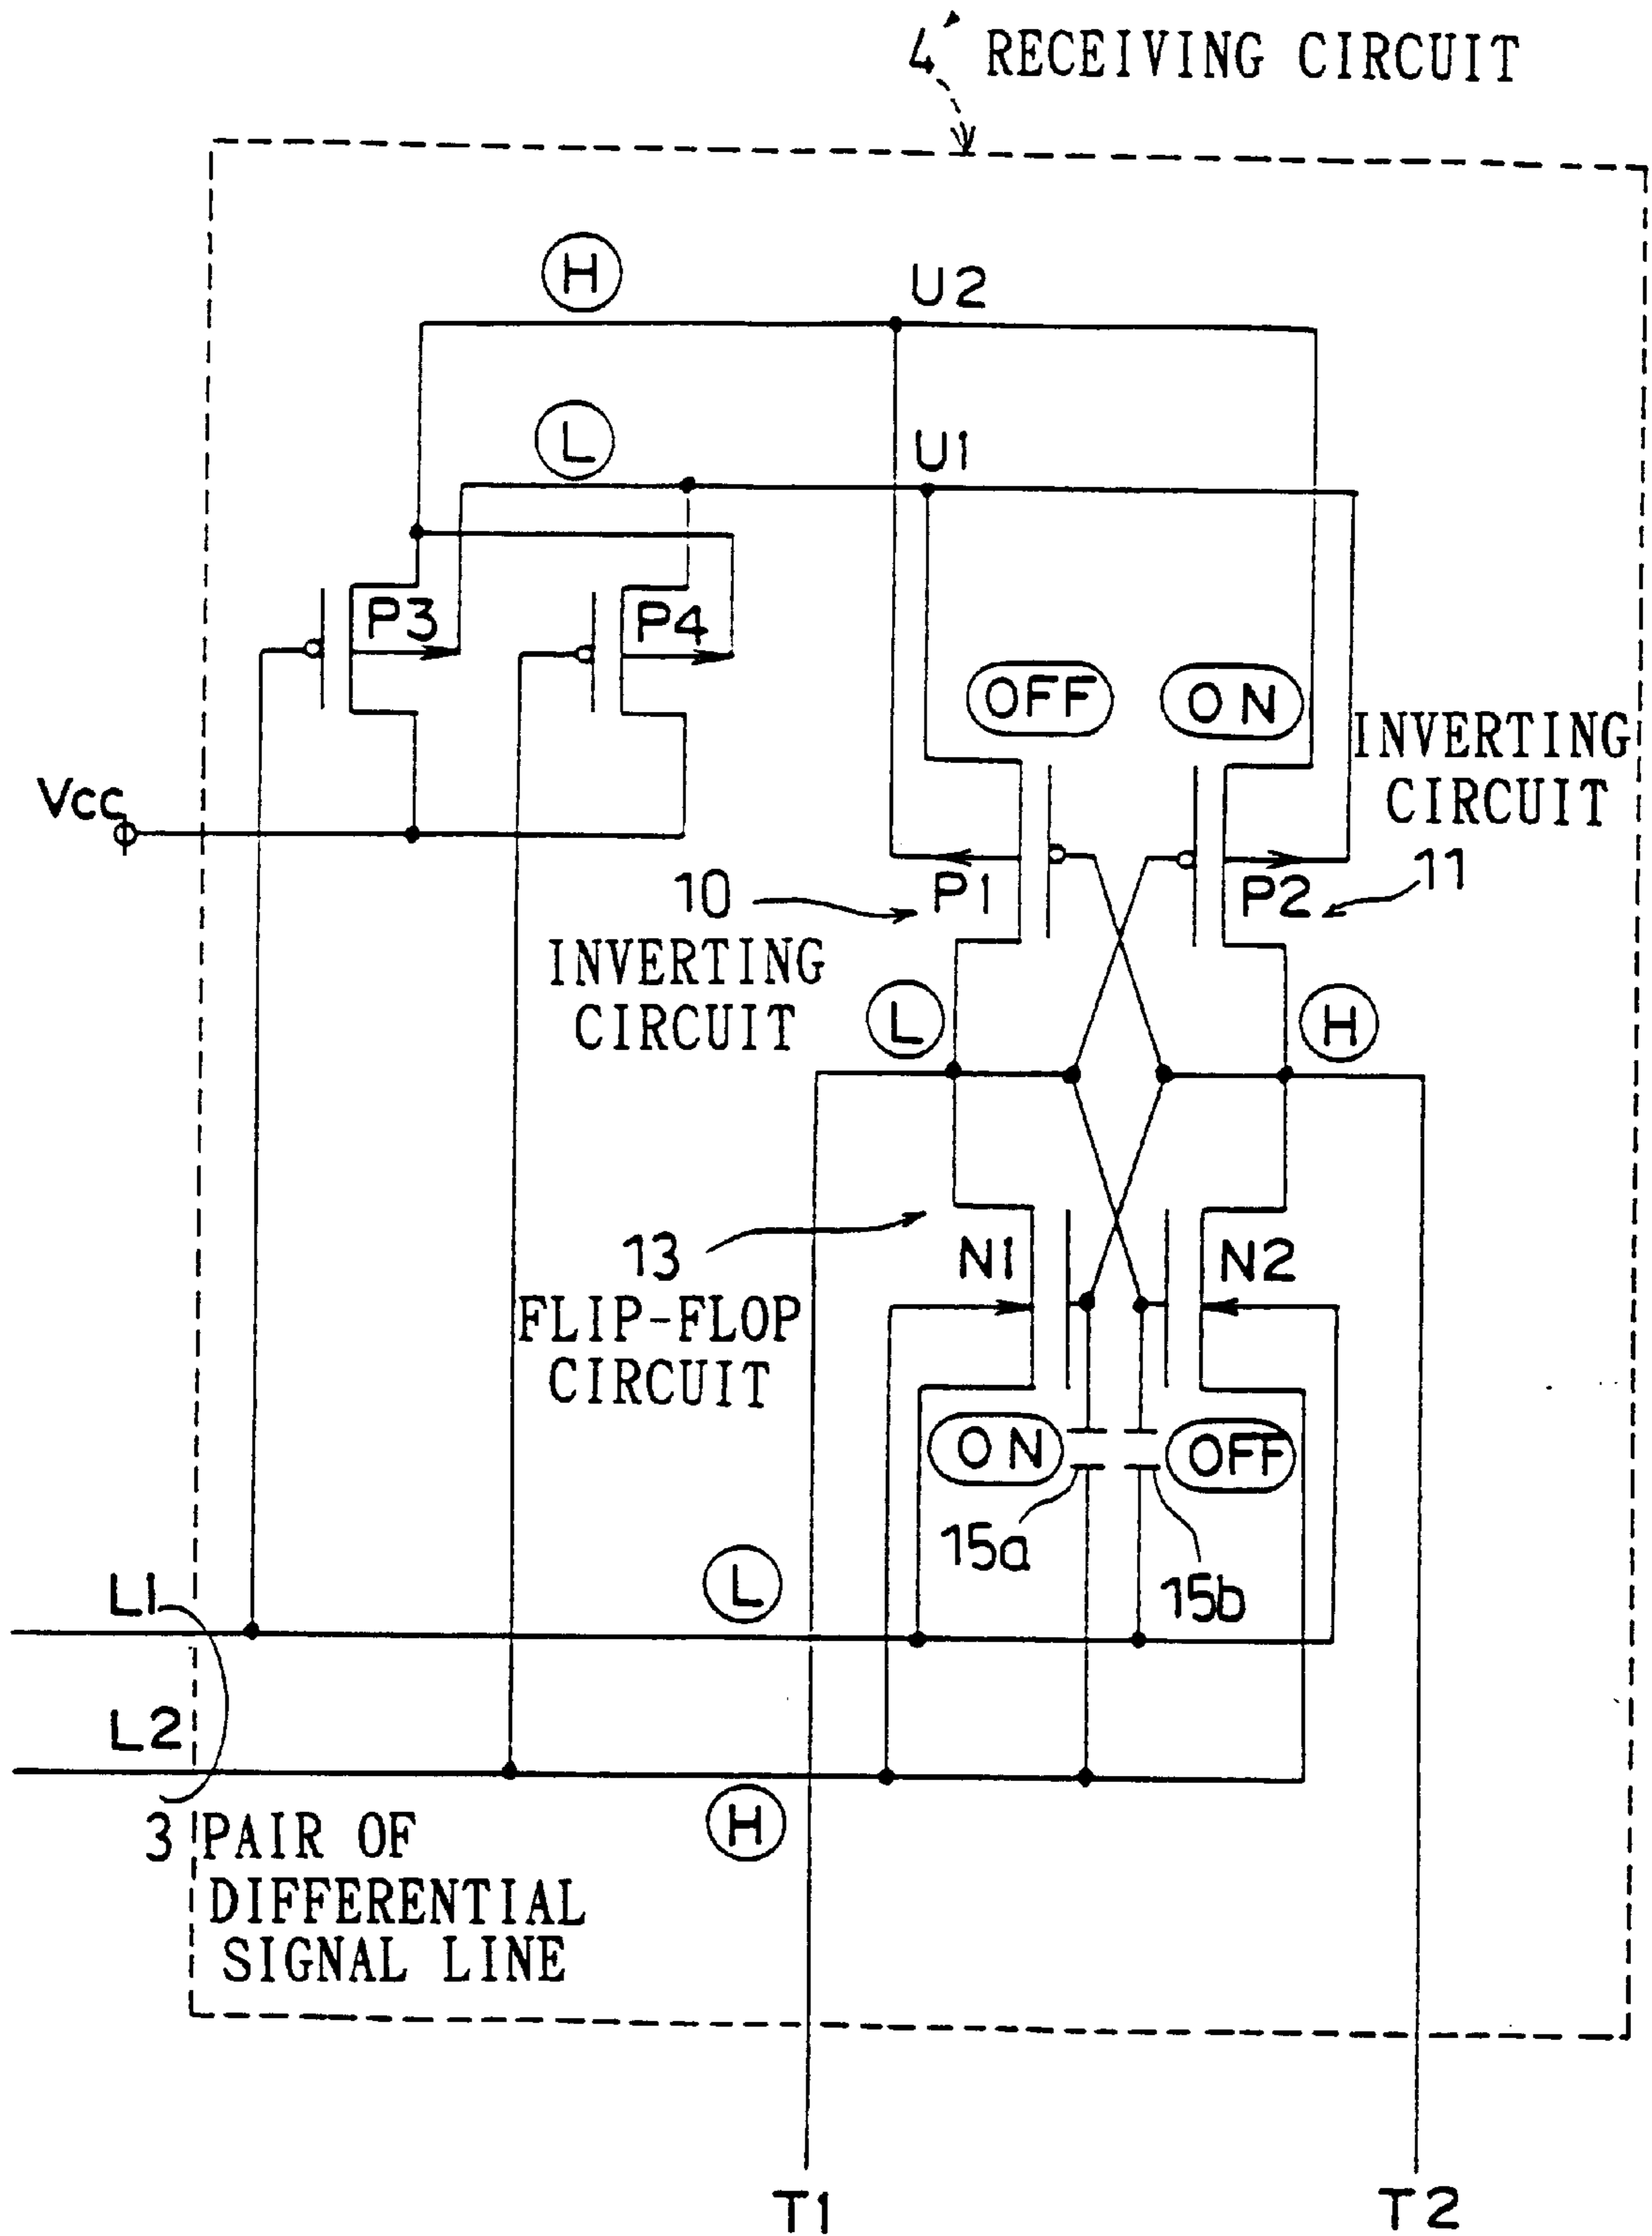 4' RECEIVING CIRCUIT
H
U2
L
U1
P3
P4
OFF
ON
INVERTING
CIRCUIT
Vcc
10
P1
P2
11
INVERTING
CIRCUIT
L
H
13
FLIP-FLOP
CIRCUIT
N1
N2
ON
OFF
15a
15b
L1
L
L2
H
3 PAIR OF
DIFFERENTIAL
SIGNAL LINE
T1
T2